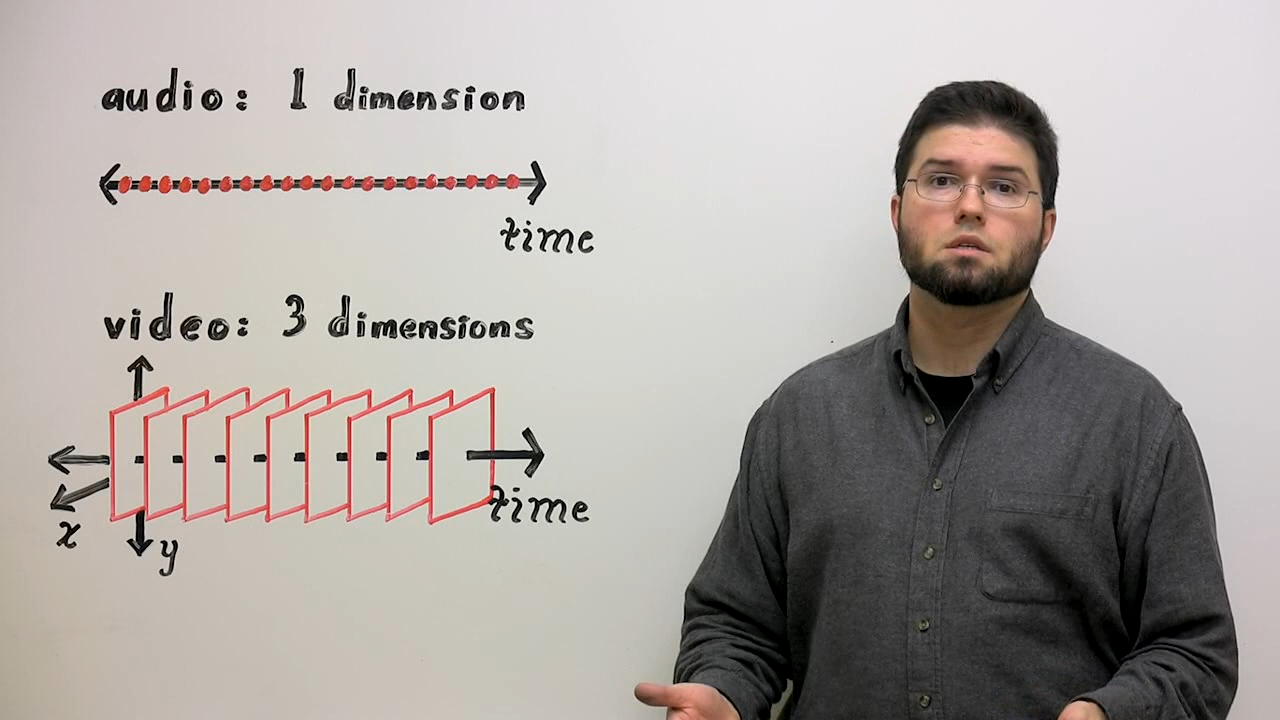 audio: 1 dimension
time
video: 3 dimensions
time
x
y